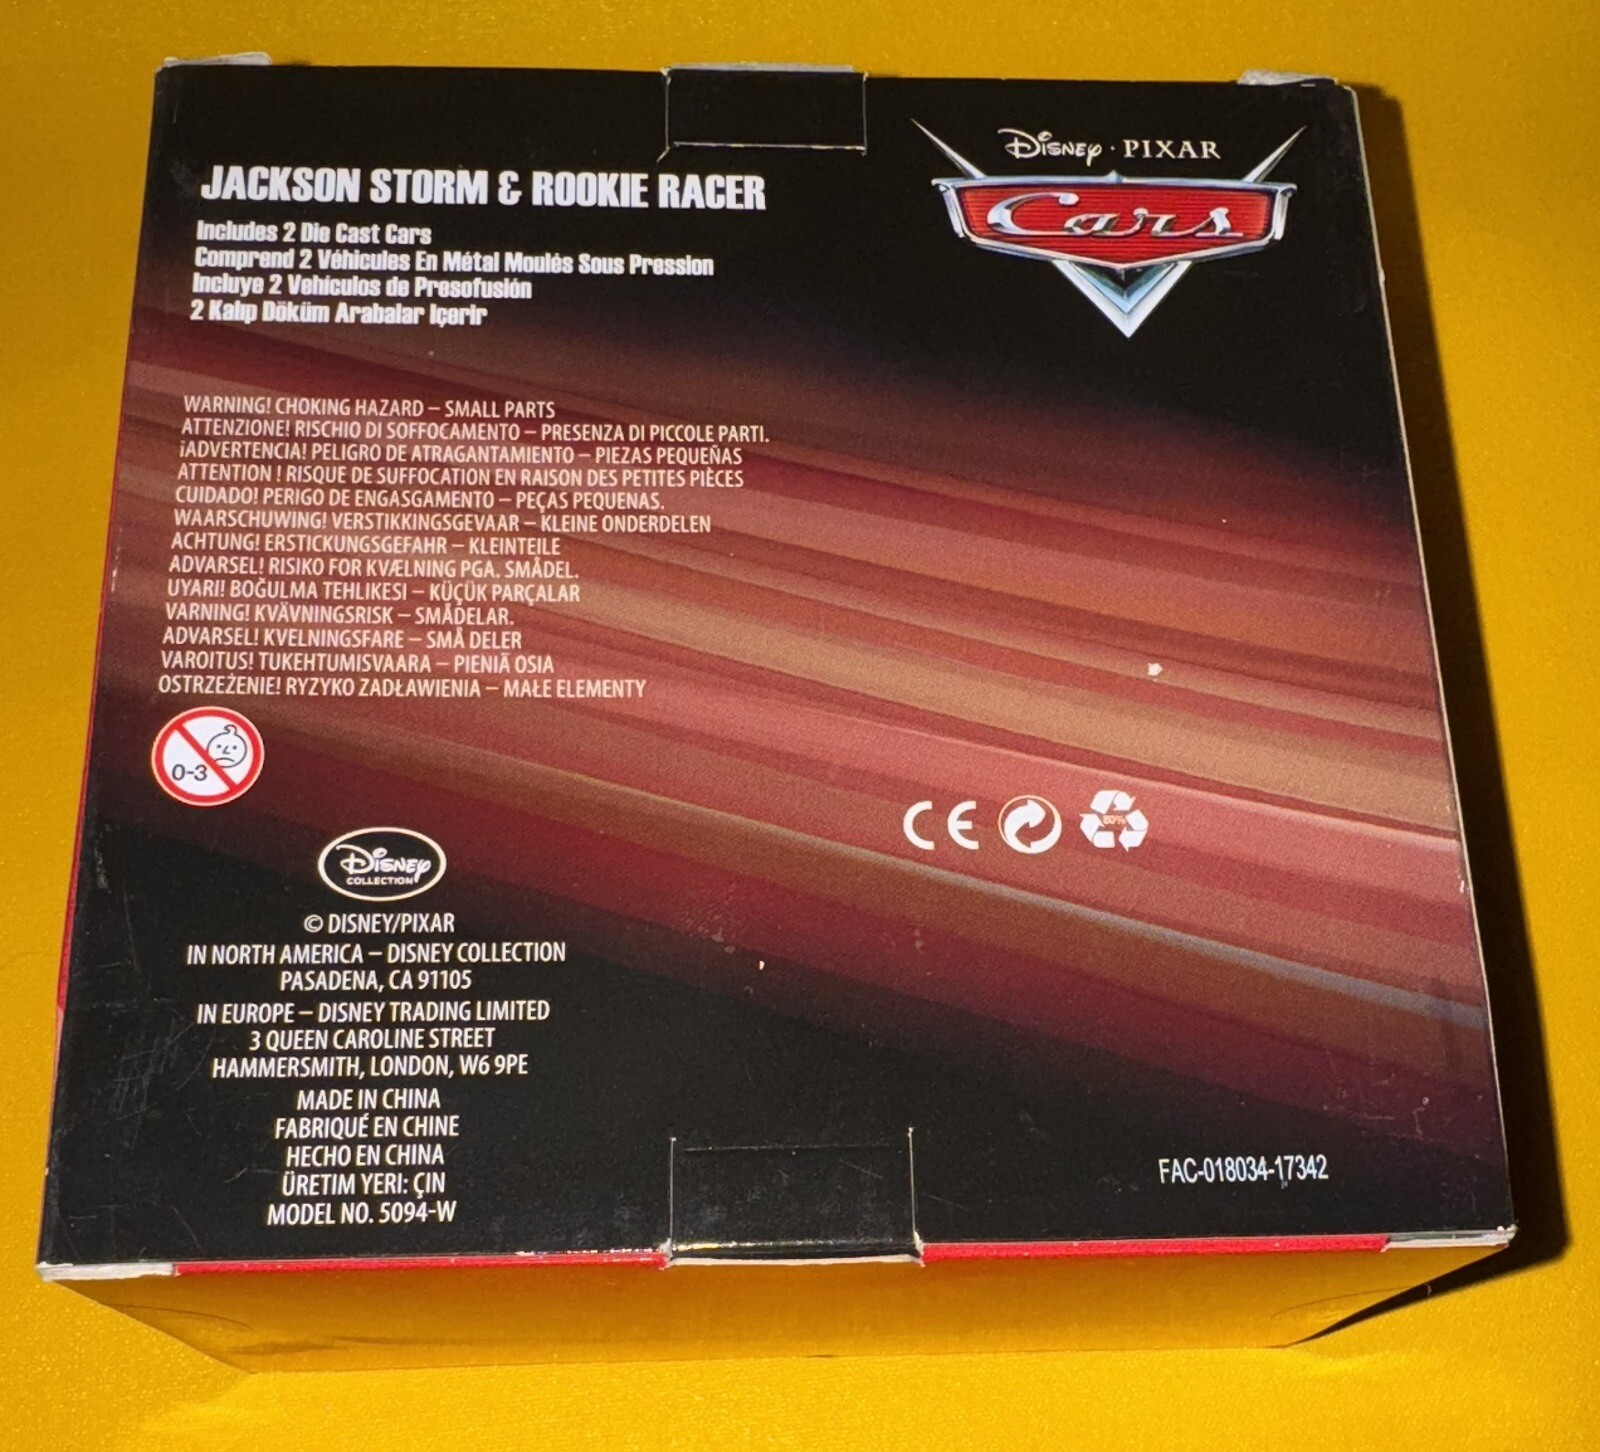 JACKSON STORM & ROOKIE RACER
Includes 2 Die Cast Cars
Comprend 2 Véhicules En Métal Moulés Sous Pression
Incluye 2 Vehículos de Presofusión
2 Kalıp Döküm Arabalar İçerir
DISNEY · PIXAR
Cars
WARNING! CHOKING HAZARD – SMALL PARTS
ATTENZIONE! RISCHIO DI SOFFOCAMENTO – PRESENZA DI PICCOLE PARTI.
¡ADVERTENCIA! PELIGRO DE ATRAGANTAMIENTO – PIEZAS PEQUEÑAS
ATTENTION ! RISQUE DE SUFFOCATION EN RAISON DES PETITES PIÈCES
CUIDADO! PERIGO DE ENGASGAMENTO – PEÇAS PEQUENAS.
WAARSCHUWING! VERSTIKKINGSGEVAAR – KLEINE ONDERDELEN
ACHTUNG! ERSTICKUNGSGEFAHR – KLEINTEILE
ADVARSEL! RISIKO FOR KVÆLNING PGA. SMÅDEL.
UYARI! BOĞULMA TEHLIKESI – KÜÇÜK PARÇALAR
VARNING! KVÄVNINGSRISK – SMÅDELAR.
ADVARSEL! KVELNINGSFARE – SMÅ DELER
VAROITUS! TUKEHTUMISVAARA – PIENIÄ OSIA
OSTRZEŻENIE! RYZYKO ZADŁAWIENIA – MAŁE ELEMENTY
0-3
CE
80%
DISNEY
COLLECTION
© DISNEY/PIXAR
IN NORTH AMERICA – DISNEY COLLECTION
PASADENA, CA 91105
IN EUROPE – DISNEY TRADING LIMITED
3 QUEEN CAROLINE STREET
HAMMERSMITH, LONDON, W6 9PE
MADE IN CHINA
FABRIQUÉ EN CHINE
HECHO EN CHINA
ÜRETIM YERI: ÇIN
MODEL NO. 5094-W
FAC-018034-17342